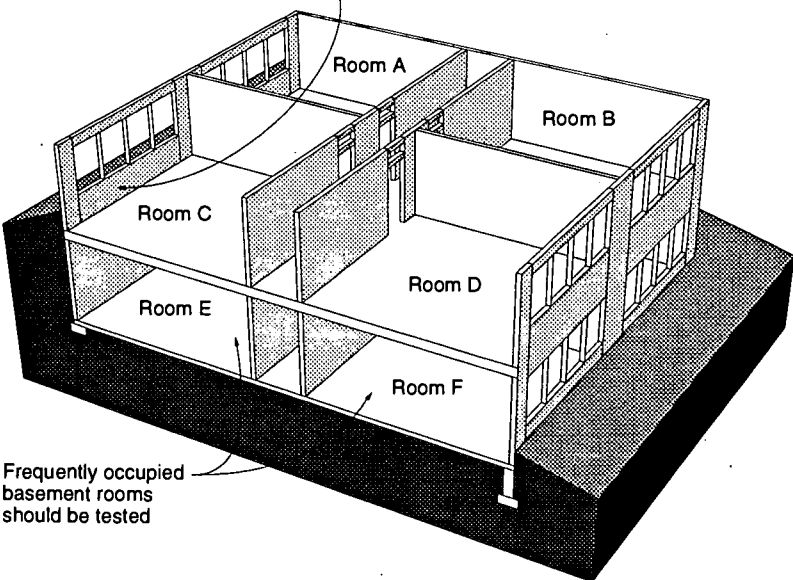 Room A
Room B
Room C
Room D
Room E
Room F
Frequently occupied
basement rooms
should be tested